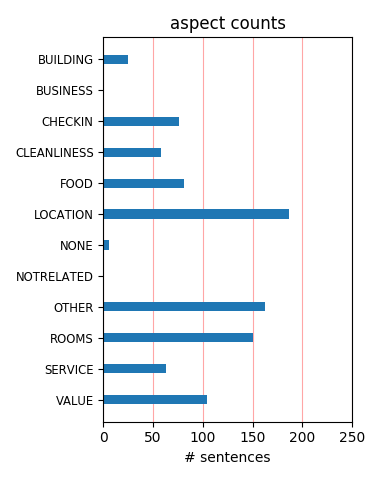 aspect counts
BUILDING
BUSINESS
CHECKIN
CLEANLINESS
FOOD
LOCATION
NONE
NOTRELATED
OTHER
ROOMS
SERVICE
VALUE
0 50 100 150 200 250
# sentences